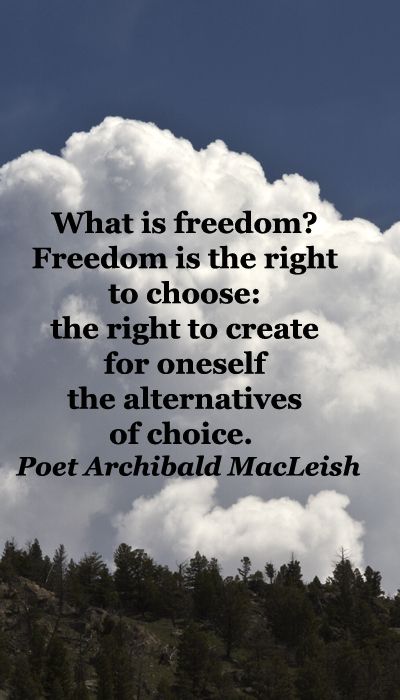 What is freedom?
Freedom is the right
to choose:
the right to create
for oneself
the alternatives
of choice.
Poet Archibald MacLeish